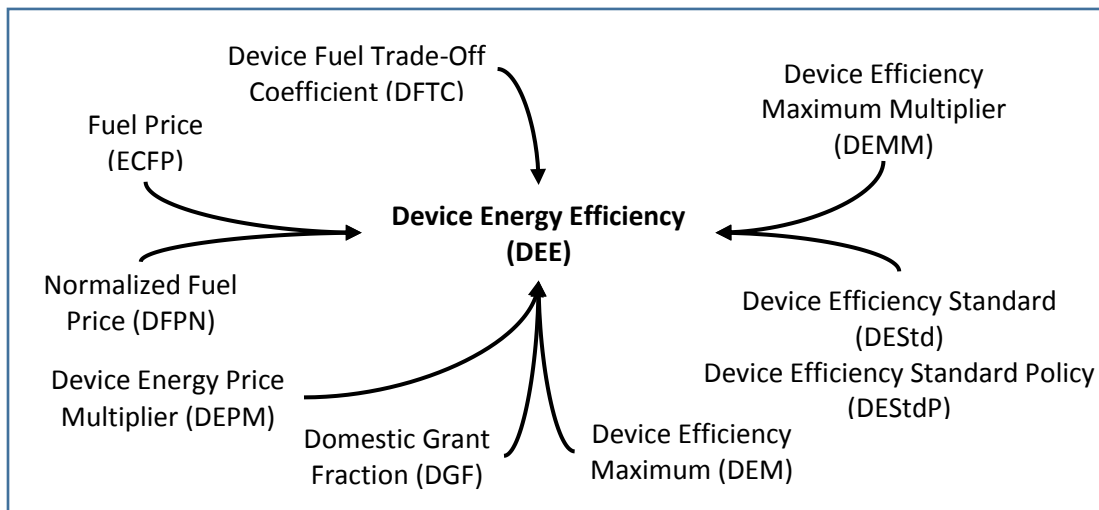 Device Fuel Trade-Off
Coefficient (DFTC)
Device Efficiency
Maximum Multiplier
(DEMM)
Fuel Price
(ECFP)
Device Energy Efficiency
(DEE)
Normalized Fuel
Price (DFPN)
Device Efficiency Standard
(DEStd)
Device Efficiency Standard Policy
(DEStdP)
Device Energy Price
Multiplier (DEPM)
Domestic Grant
Fraction (DGF)
Device Efficiency
Maximum (DEM)